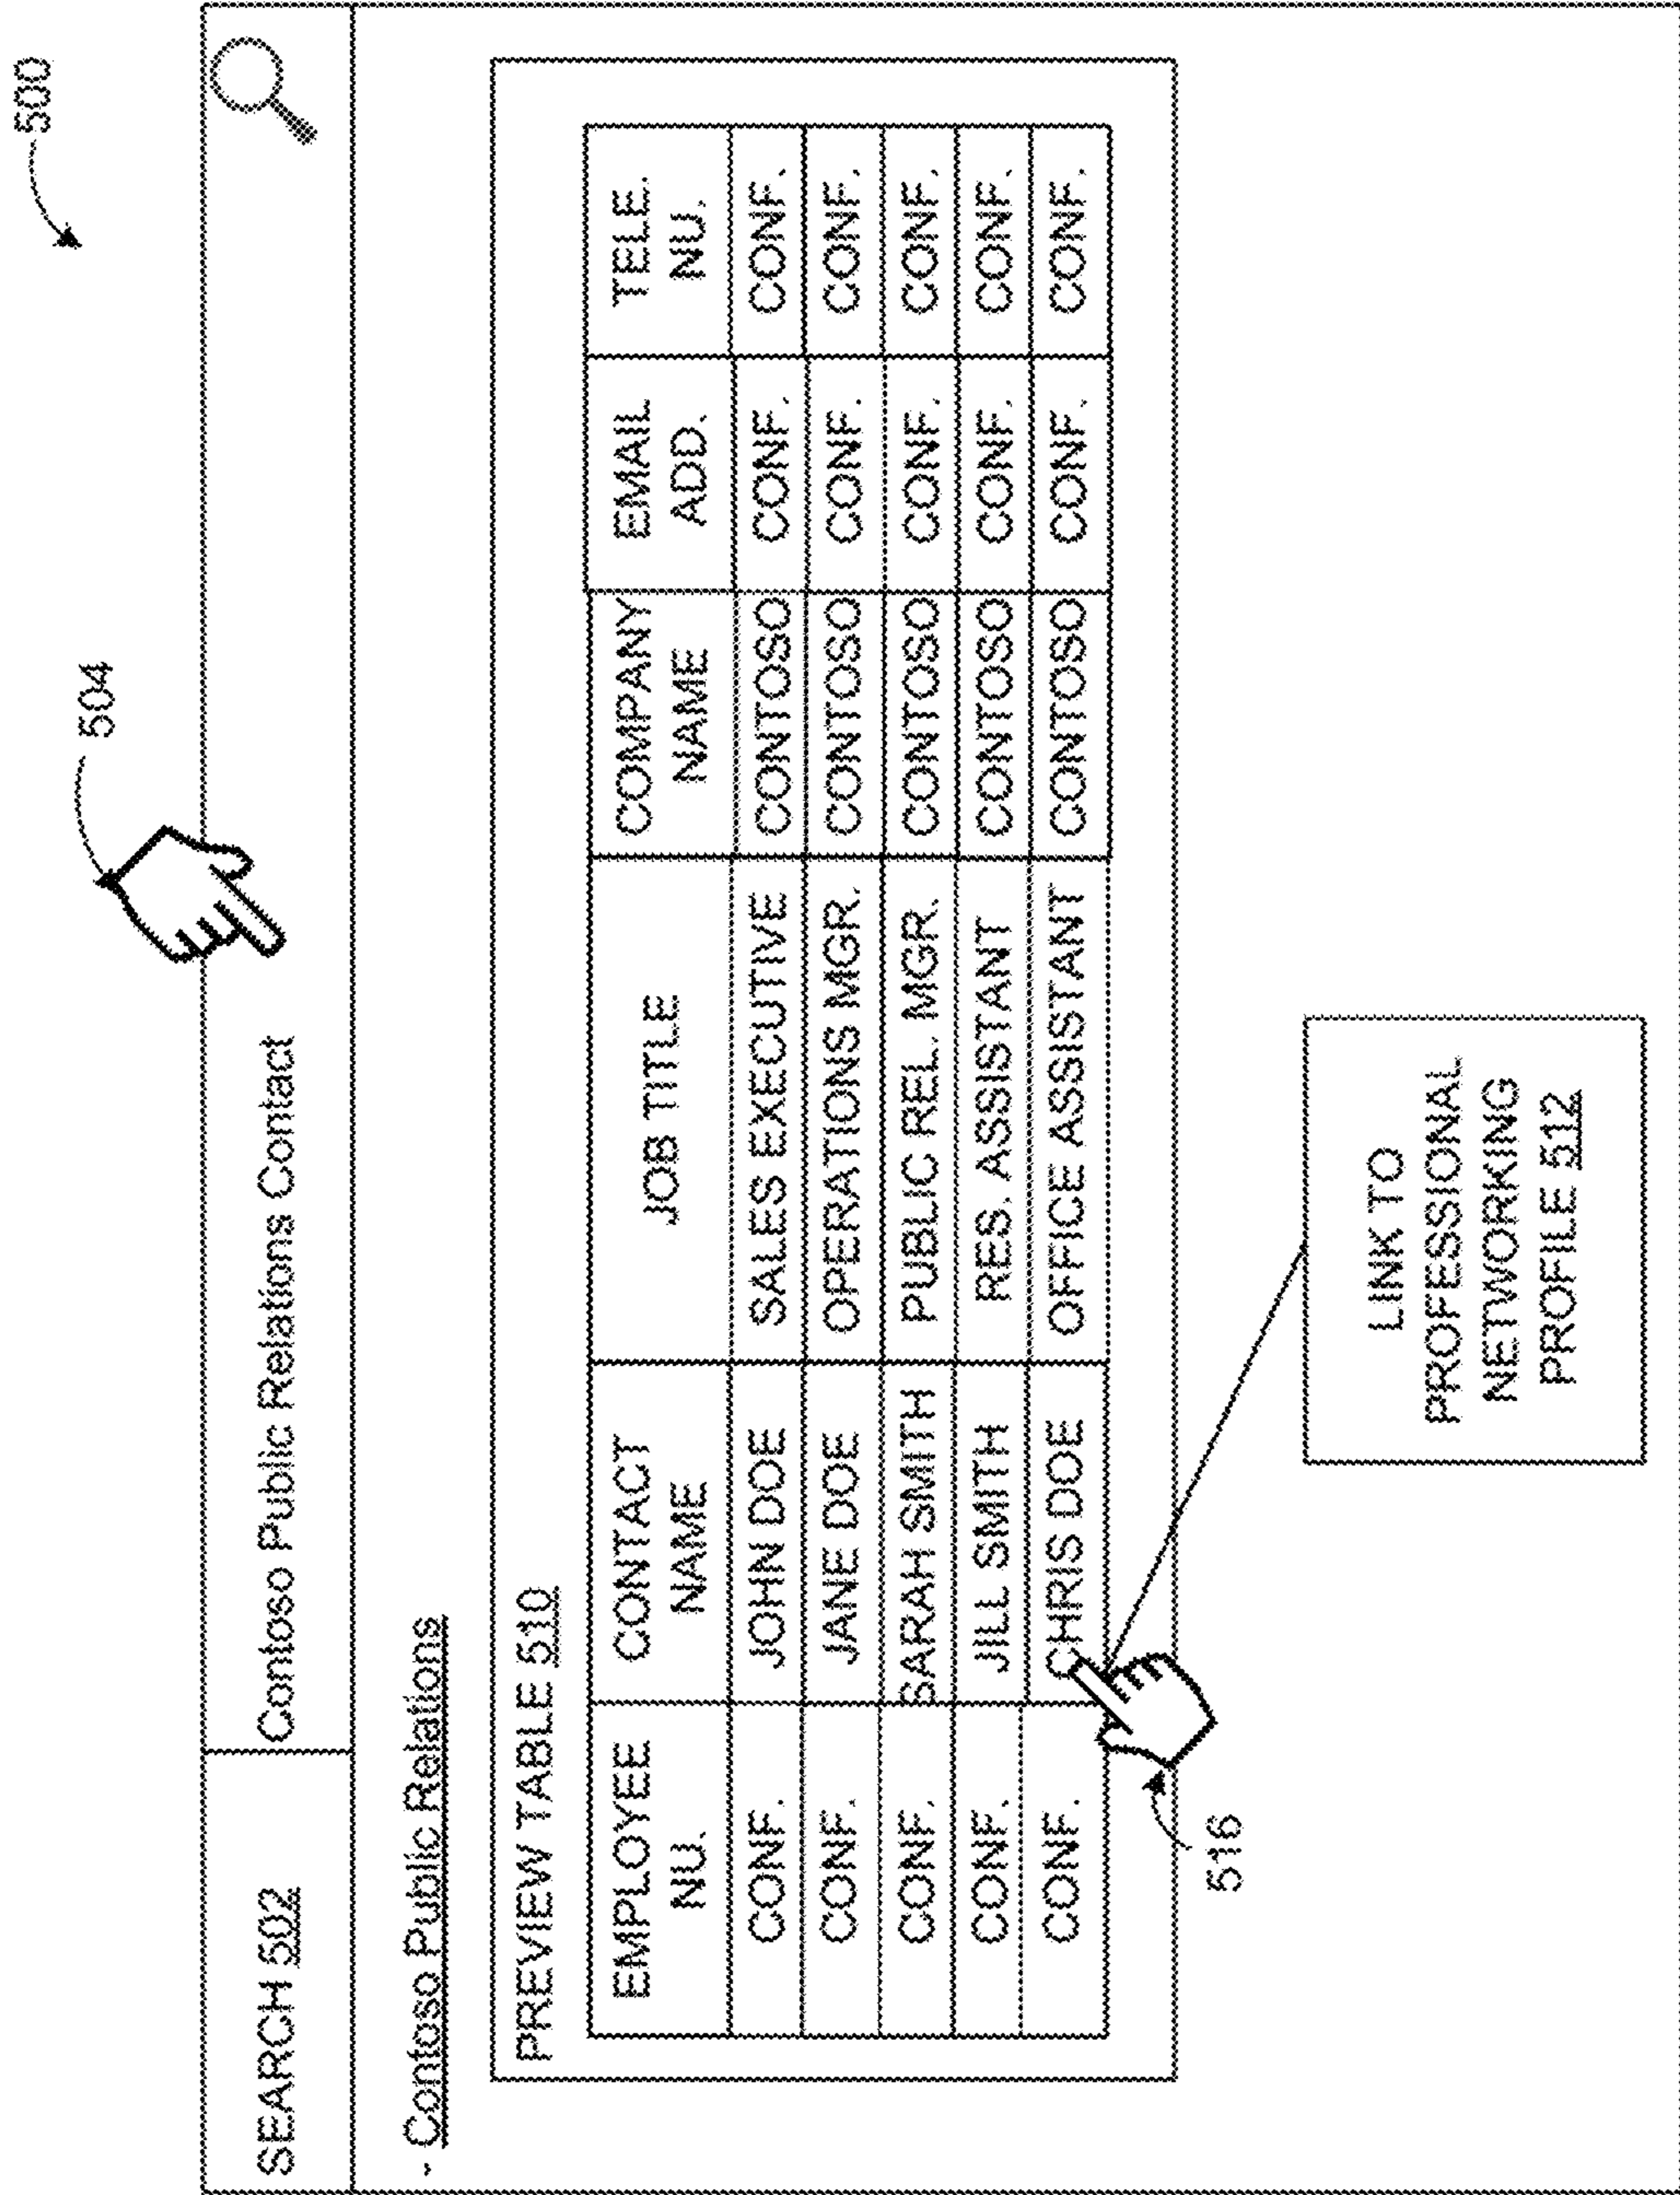 500
504
SEARCH 502 Contoso Public Relations Contact
- Contoso Public Relations
PREVIEW TABLE 510
EMPLOYEE NU. CONTACT NAME JOB TITLE COMPANY NAME EMAIL ADD. TELE. NU.
CONF. JOHN DOE SALES EXECUTIVE CONTOSO CONF. CONF.
CONF. JANE DOE OPERATIONS MGR. CONTOSO CONF. CONF.
CONF. SARAH SMITH PUBLIC REL. MGR. CONTOSO CONF. CONF.
CONF. JILL SMITH RES. ASSISTANT CONTOSO CONF. CONF.
CONF. CHRIS DOE OFFICE ASSISTANT CONTOSO CONF. CONF.
516
LINK TO
PROFESSIONAL
NETWORKING
PROFILE 512